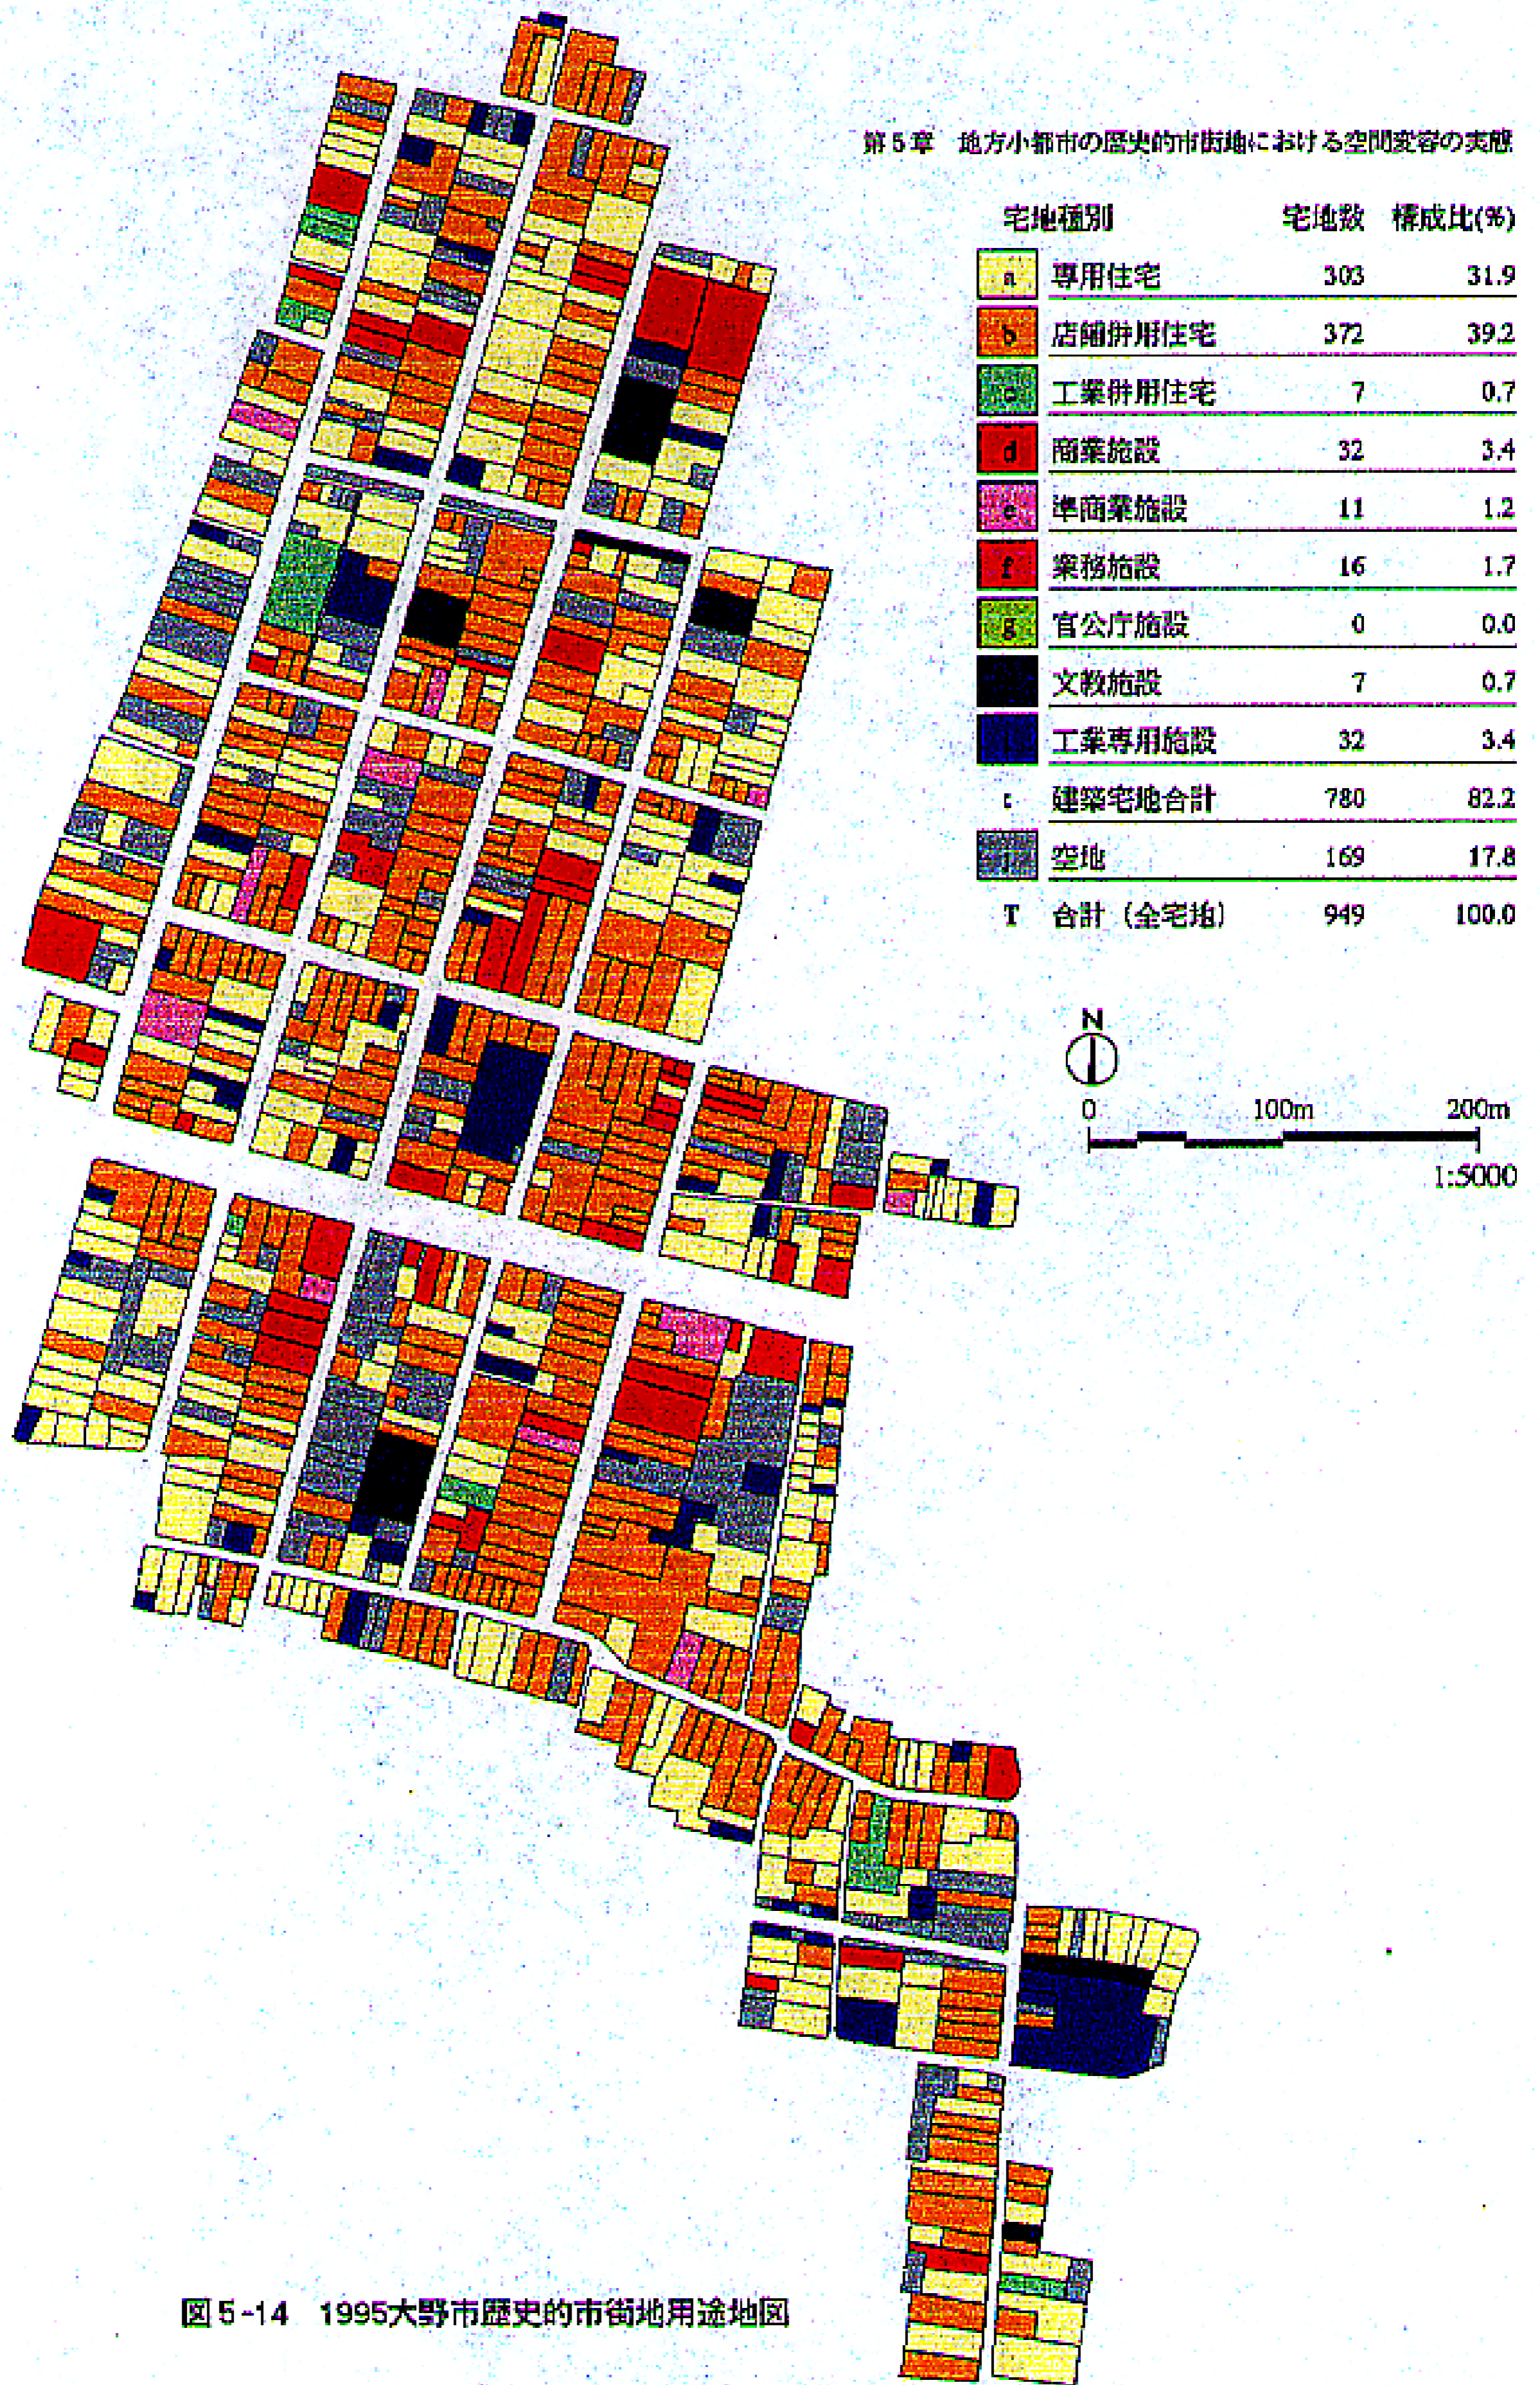 第5章 地方小都市の歴史的市街地における空間変容の実態
宅地種別 宅地数 構成比(%)
a 専用住宅 303 31.9
b 店舗併用住宅 372 39.2
c 工業併用住宅 7 0.7
d 商業施設 32 3.4
e 準商業施設 11 1.2
f 業務施設 16 1.7
g 官公庁施設 0 0.0
文教施設 7 0.7
工業専用施設 32 3.4
t 建築宅地合計 780 82.2
j 空地 169 17.8
T 合計（全宅地） 949 100.0
N
0 100m 200m
1:5000
図5-14 1995大野市歴史的市街地用途地図